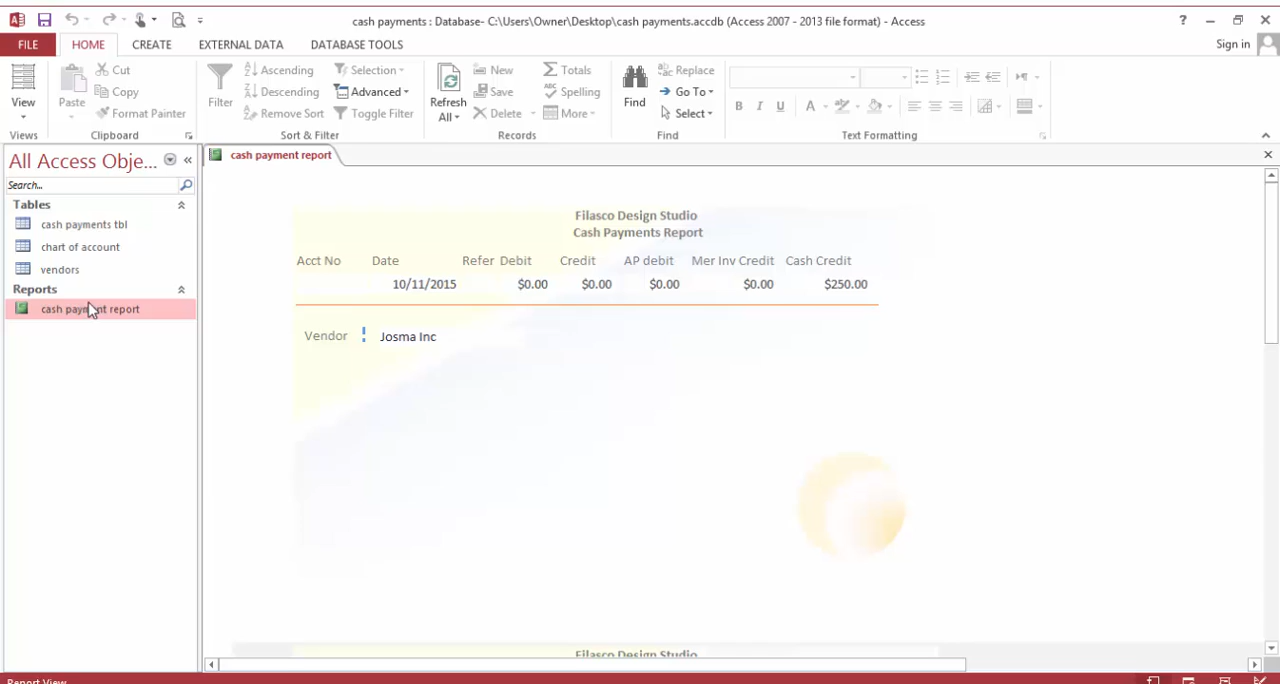 cash payments : Database- C:\Users\Owner\Desktop\cash payments.accdb (Access 2007 - 2013 file format) - Access
?
FILE HOME CREATE EXTERNAL DATA DATABASE TOOLS Sign in
View
Views
Paste
Cut
Copy
Format Painter
Clipboard
Filter
Ascending
Descending
Remove Sort
Selection
Advanced
Toggle Filter
Sort & Filter
Refresh
All
New
Save
Delete
Totals
Spelling
More
Records
Find
Replace
Go To
Select
Find
B I U A
Text Formatting
All Access Obje...
Search...
Tables
cash payments tbl
chart of account
vendors
Reports
cash payment report
cash payment report
Filasco Design Studio
Cash Payments Report
Acct No Date Refer Debit Credit AP debit Mer Inv Credit Cash Credit
10/11/2015 $0.00 $0.00 $0.00 $0.00 $250.00
Vendor Josma Inc
Filasco Design Studio
Report View